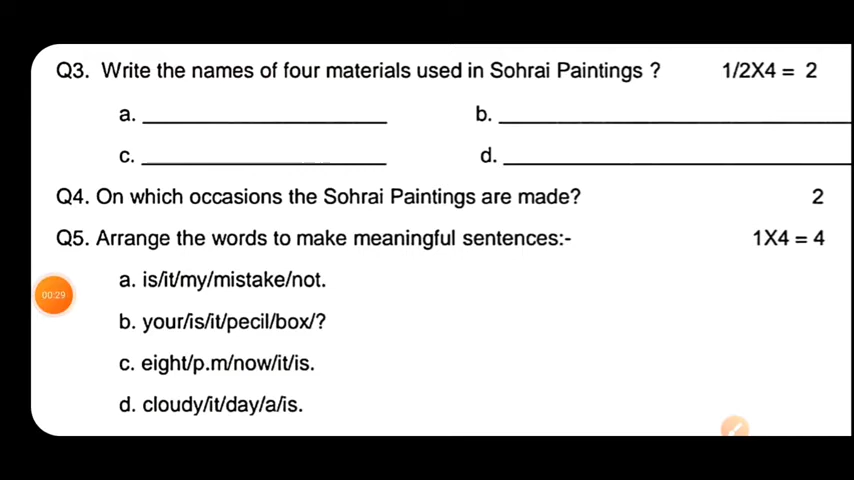 Q3. Write the names of four materials used in Sohrai Paintings ? 1/2X4 = 2
a. ____________________ b. ____________________
c. ____________________ d. ____________________
Q4. On which occasions the Sohrai Paintings are made? 2
Q5. Arrange the words to make meaningful sentences:- 1X4 = 4
a. is/it/my/mistake/not.
00:29
b. your/is/it/pecil/box/?
c. eight/p.m/now/it/is.
d. cloudy/it/day/a/is.